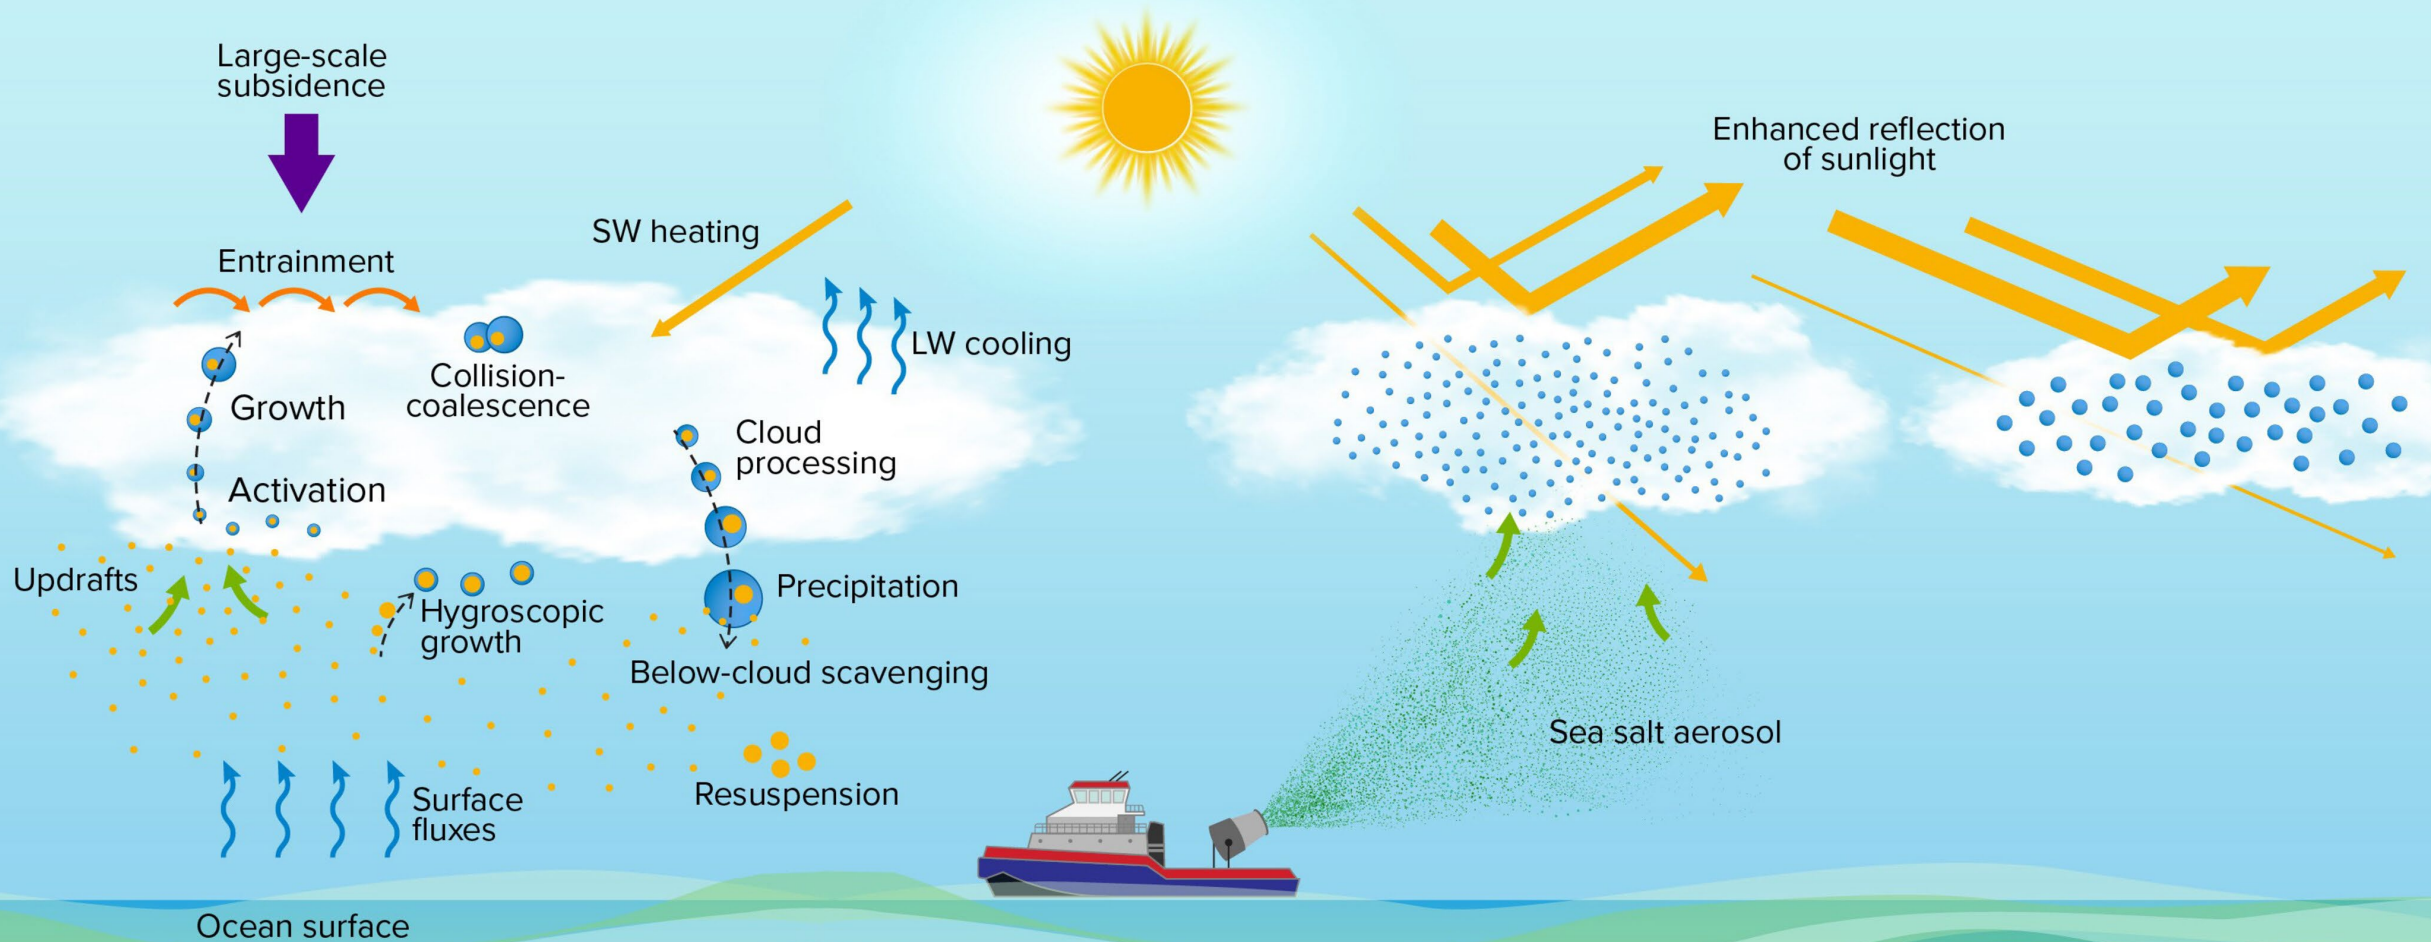 Large-scale
subsidence
Enhanced reflection
of sunlight
SW heating
Entrainment
LW cooling
Collision-
coalescence
Growth
Cloud
processing
Activation
Updrafts
Precipitation
Hygroscopic
growth
Below-cloud scavenging
Sea salt aerosol
Resuspension
Surface
fluxes
Ocean surface